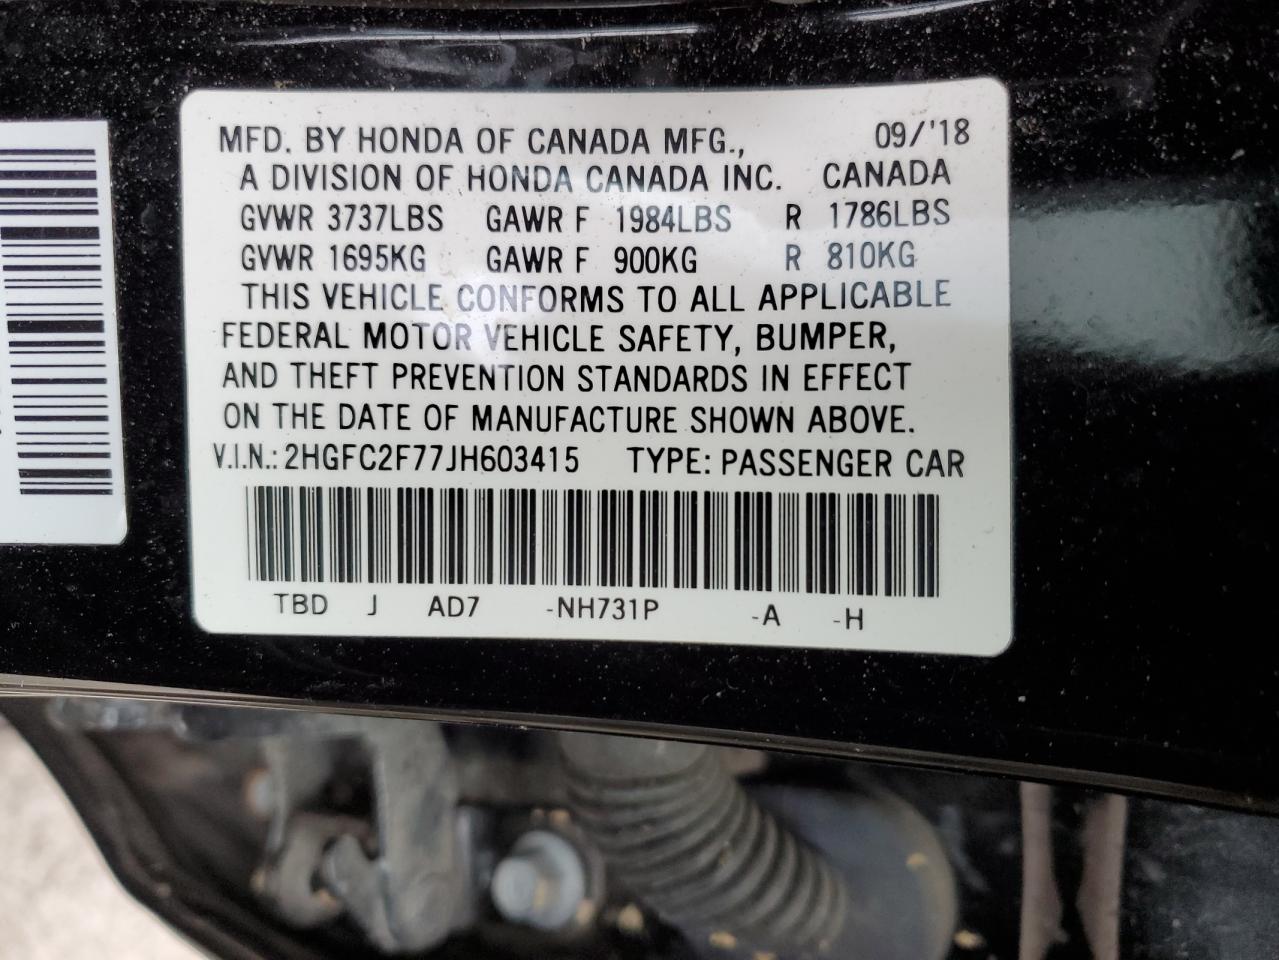 MFD. BY HONDA OF CANADA MFG., 09/'18
A DIVISION OF HONDA CANADA INC. CANADA
GVWR 3737LBS GAWR F 1984LBS R 1786LBS
GVWR 1695KG GAWR F 900KG R 810KG
THIS VEHICLE CONFORMS TO ALL APPLICABLE
FEDERAL MOTOR VEHICLE SAFETY, BUMPER,
AND THEFT PREVENTION STANDARDS IN EFFECT
ON THE DATE OF MANUFACTURE SHOWN ABOVE.
V.I.N.: 2HGFC2F77JH603415 TYPE: PASSENGER CAR
TBD J AD7 -NH731P -A -H